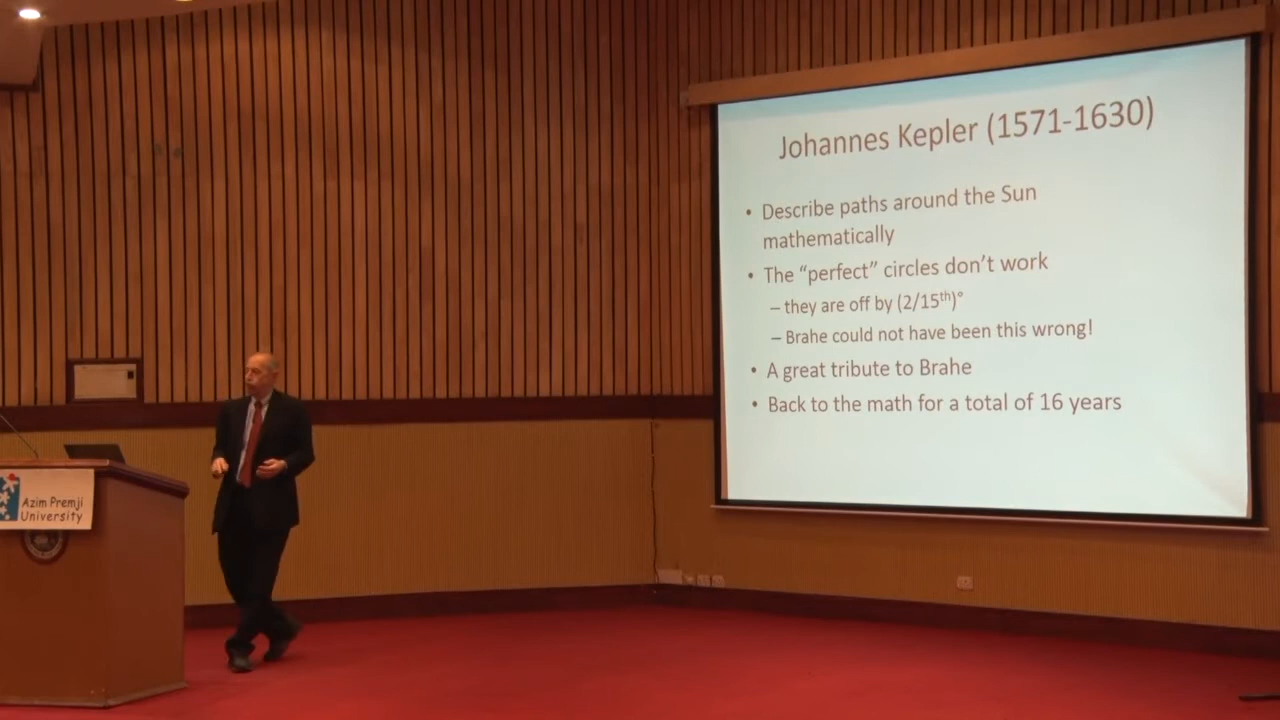 Johannes Kepler (1571-1630)
• Describe paths around the Sun
mathematically
• The “perfect” circles don’t work
– they are off by (2/15th)°
– Brahe could not have been this wrong!
• A great tribute to Brahe
• Back to the math for a total of 16 years
Azim Premji
University